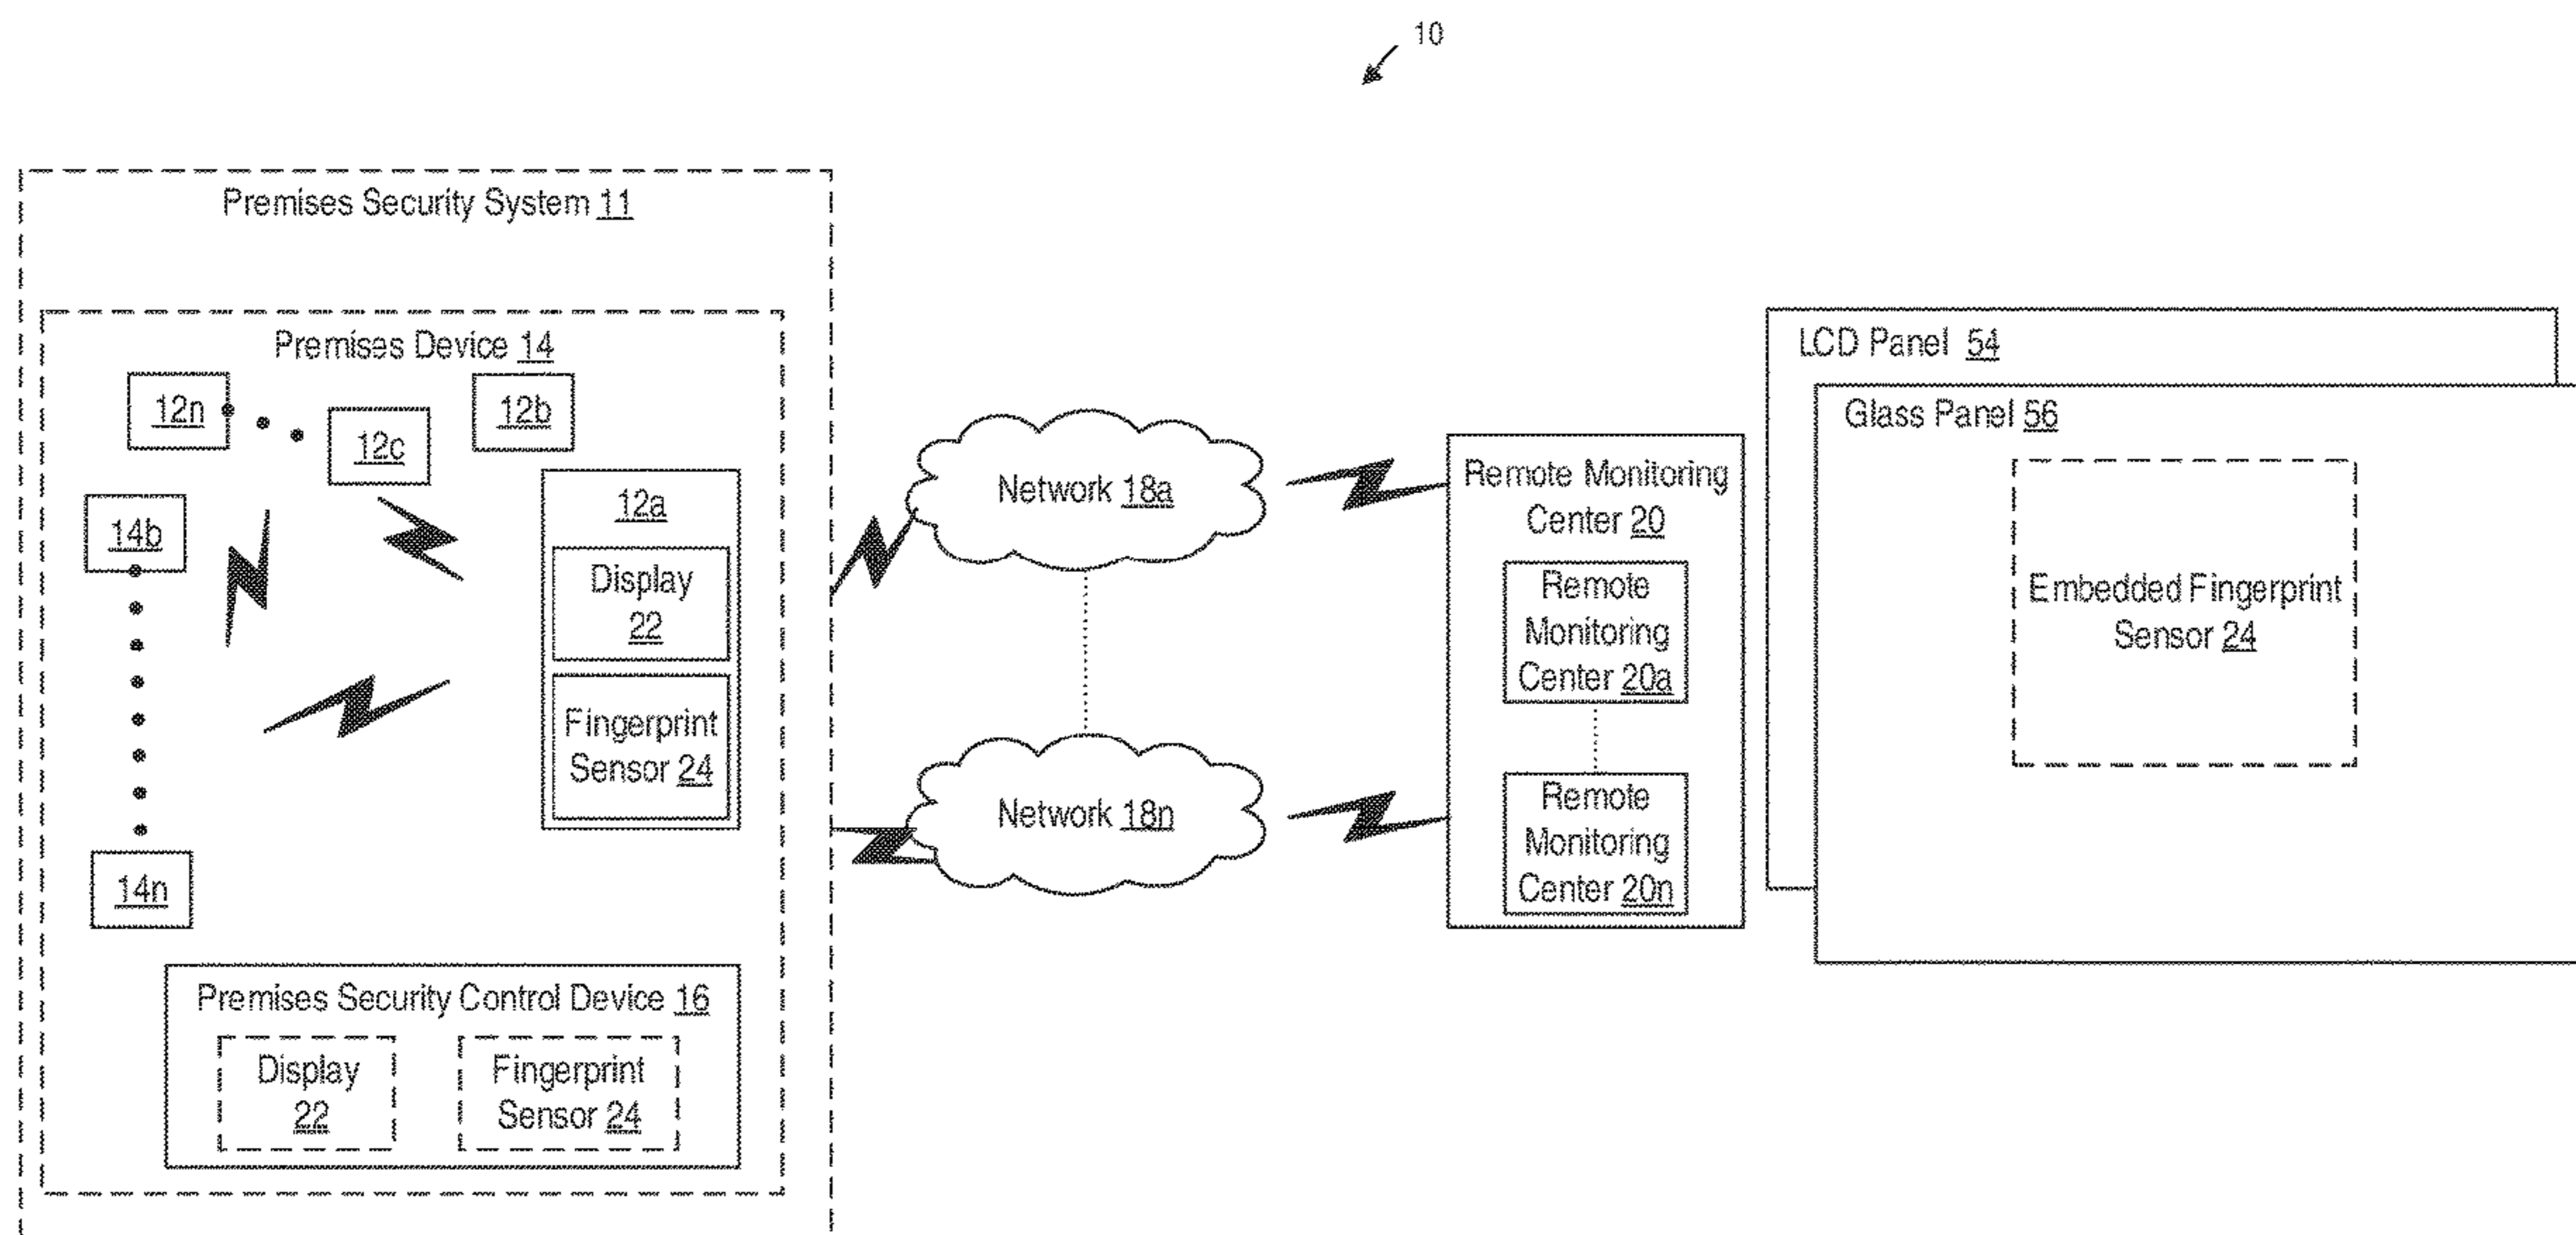 10
Premises Security System 11
Premises Device 14
12n
12c
12b
14b
14n
12a
Display
22
Fingerprint
Sensor 24
Premises Security Control Device 16
Display
22
Fingerprint
Sensor 24
Network 18a
Network 18n
Remote Monitoring
Center 20
Remote
Monitoring
Center 20a
Remote
Monitoring
Center 20n
LCD Panel 54
Glass Panel 56
Embedded Fingerprint
Sensor 24